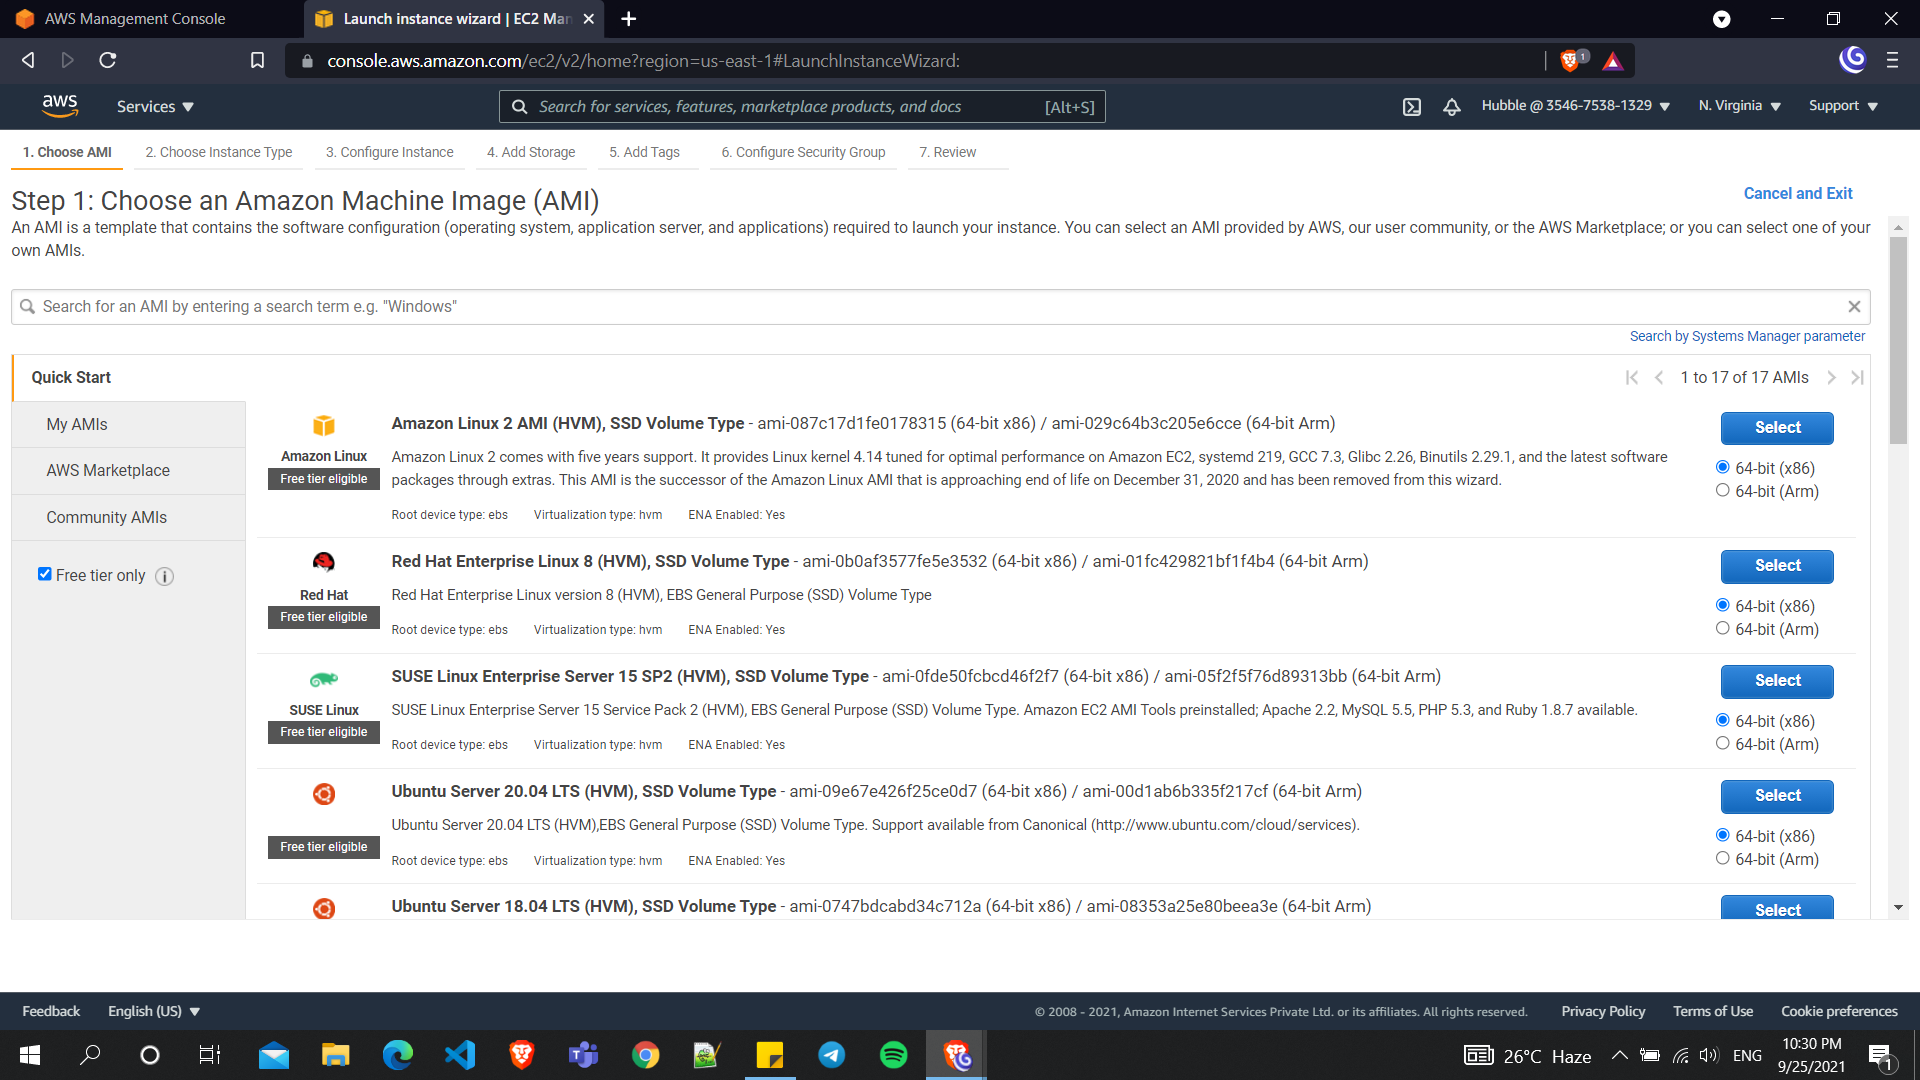 AWS Management Console
Launch instance wizard | EC2 Man
console.aws.amazon.com/ec2/v2/home?region=us-east-1#LaunchInstanceWizard:
1
aws
Services
Search for services, features, marketplace products, and docs [Alt+S]
Hubble @ 3546-7538-1329
N. Virginia
Support
1. Choose AMI
2. Choose Instance Type
3. Configure Instance
4. Add Storage
5. Add Tags
6. Configure Security Group
7. Review
Step 1: Choose an Amazon Machine Image (AMI)
Cancel and Exit
An AMI is a template that contains the software configuration (operating system, application server, and applications) required to launch your instance. You can select an AMI provided by AWS, our user community, or the AWS Marketplace; or you can select one of your
own AMIs.
Search for an AMI by entering a search term e.g. "Windows"
Search by Systems Manager parameter
Quick Start
1 to 17 of 17 AMIs
My AMIs
AWS Marketplace
Community AMIs
Free tier only
Amazon Linux
Free tier eligible
Amazon Linux 2 AMI (HVM), SSD Volume Type - ami-087c17d1fe0178315 (64-bit x86) / ami-029c64b3c205e6cce (64-bit Arm)
Amazon Linux 2 comes with five years support. It provides Linux kernel 4.14 tuned for optimal performance on Amazon EC2, systemd 219, GCC 7.3, Glibc 2.26, Binutils 2.29.1, and the latest software
packages through extras. This AMI is the successor of the Amazon Linux AMI that is approaching end of life on December 31, 2020 and has been removed from this wizard.
Root device type: ebs Virtualization type: hvm ENA Enabled: Yes
Select
64-bit (x86)
64-bit (Arm)
Red Hat
Free tier eligible
Red Hat Enterprise Linux 8 (HVM), SSD Volume Type - ami-0b0af3577fe5e3532 (64-bit x86) / ami-01fc429821bf1f4b4 (64-bit Arm)
Red Hat Enterprise Linux version 8 (HVM), EBS General Purpose (SSD) Volume Type
Root device type: ebs Virtualization type: hvm ENA Enabled: Yes
Select
64-bit (x86)
64-bit (Arm)
SUSE Linux
Free tier eligible
SUSE Linux Enterprise Server 15 SP2 (HVM), SSD Volume Type - ami-0fde50fcbcd46f2f7 (64-bit x86) / ami-05f2f5f76d89313bb (64-bit Arm)
SUSE Linux Enterprise Server 15 Service Pack 2 (HVM), EBS General Purpose (SSD) Volume Type. Amazon EC2 AMI Tools preinstalled; Apache 2.2, MySQL 5.5, PHP 5.3, and Ruby 1.8.7 available.
Root device type: ebs Virtualization type: hvm ENA Enabled: Yes
Select
64-bit (x86)
64-bit (Arm)
Free tier eligible
Ubuntu Server 20.04 LTS (HVM), SSD Volume Type - ami-09e67e426f25ce0d7 (64-bit x86) / ami-00d1ab6b335f217cf (64-bit Arm)
Ubuntu Server 20.04 LTS (HVM),EBS General Purpose (SSD) Volume Type. Support available from Canonical (http://www.ubuntu.com/cloud/services).
Root device type: ebs Virtualization type: hvm ENA Enabled: Yes
Select
64-bit (x86)
64-bit (Arm)
Ubuntu Server 18.04 LTS (HVM), SSD Volume Type - ami-0747bdcabd34c712a (64-bit x86) / ami-08353a25e80beea3e (64-bit Arm)
Select
Feedback
English (US)
© 2008 - 2021, Amazon Internet Services Private Ltd. or its affiliates. All rights reserved.
Privacy Policy
Terms of Use
Cookie preferences
26°C Haze
ENG
10:30 PM
9/25/2021
1